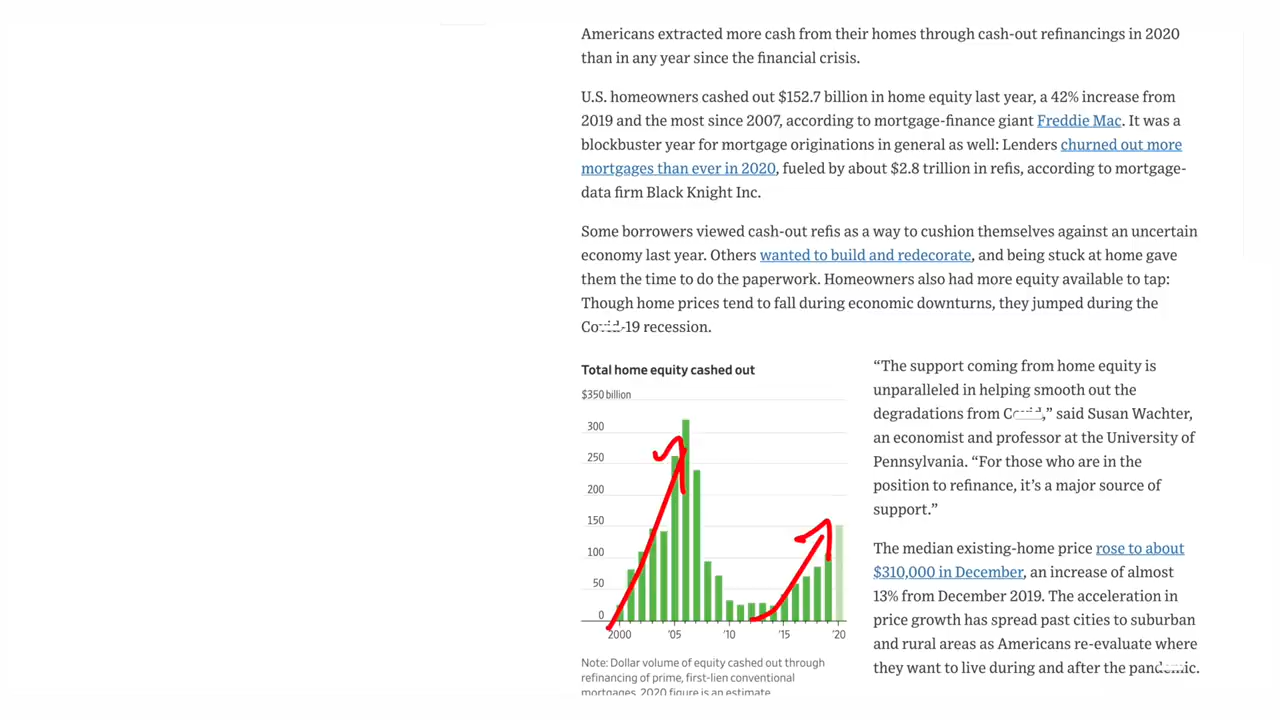 Americans extracted more cash from their homes through cash-out refinancings in 2020
than in any year since the financial crisis.
U.S. homeowners cashed out $152.7 billion in home equity last year, a 42% increase from
2019 and the most since 2007, according to mortgage-finance giant Freddie Mac. It was a
blockbuster year for mortgage originations in general as well: Lenders churned out more
mortgages than ever in 2020, fueled by about $2.8 trillion in refis, according to mortgage-
data firm Black Knight Inc.
Some borrowers viewed cash-out refis as a way to cushion themselves against an uncertain
economy last year. Others wanted to build and redecorate, and being stuck at home gave
them the time to do the paperwork. Homeowners also had more equity available to tap:
Though home prices tend to fall during economic downturns, they jumped during the
Covid-19 recession.
Total home equity cashed out
$350 billion
300
250
200
150
100
50
0
2000 '05 '10 '15 '20
Note: Dollar volume of equity cashed out through
refinancing of prime, first-lien conventional
mortgages. 2020 figure is an estimate
“The support coming from home equity is
unparalleled in helping smooth out the
degradations from Covid,” said Susan Wachter,
an economist and professor at the University of
Pennsylvania. “For those who are in the
position to refinance, it’s a major source of
support.”
The median existing-home price rose to about
$310,000 in December, an increase of almost
13% from December 2019. The acceleration in
price growth has spread past cities to suburban
and rural areas as Americans re-evaluate where
they want to live during and after the pandemic.